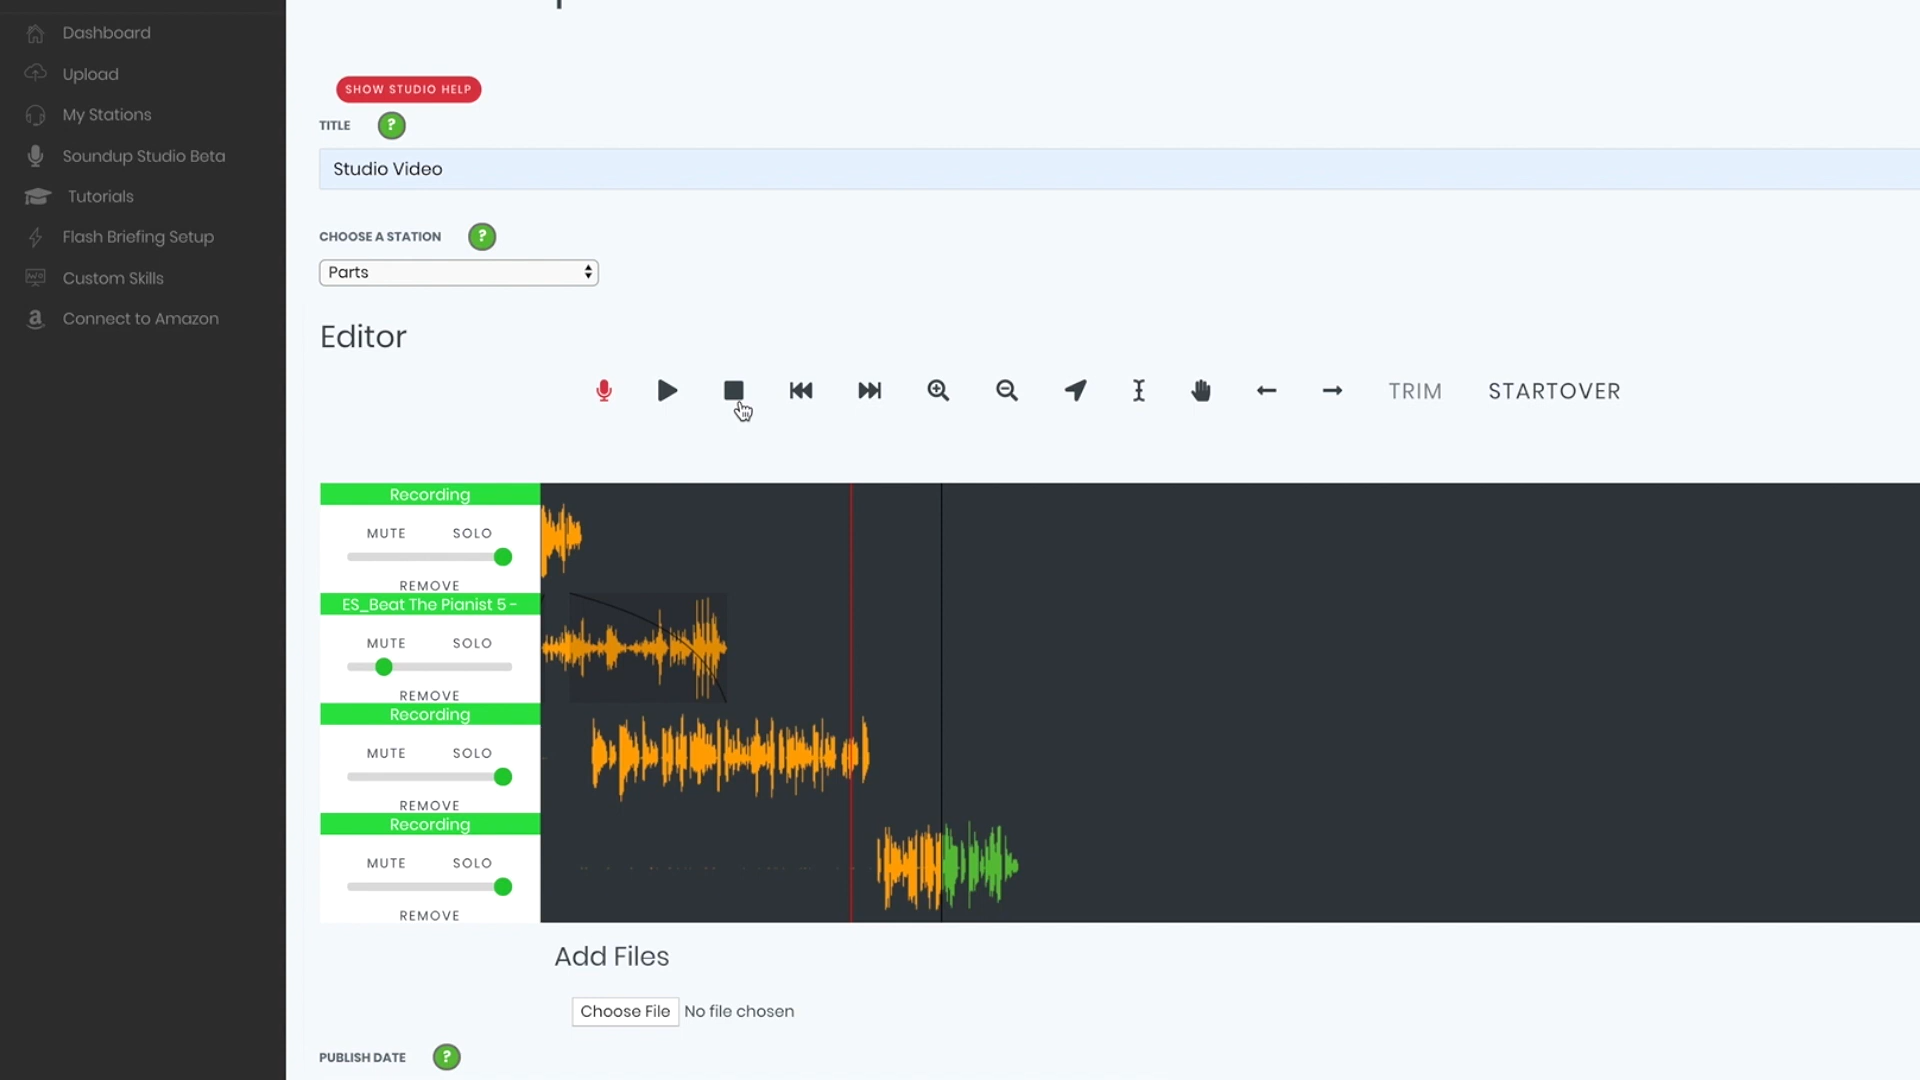 Dashboard
Upload
My Stations
Soundup Studio Beta
Tutorials
Flash Briefing Setup
Custom Skills
Connect to Amazon
SHOW STUDIO HELP
TITLE ?
Studio Video
CHOOSE A STATION ?
Parts
Editor
TRIM STARTOVER
Recording
MUTE SOLO
REMOVE
ES_Beat The Pianist 5 -
MUTE SOLO
REMOVE
Recording
MUTE SOLO
REMOVE
Recording
MUTE SOLO
REMOVE
Add Files
Choose File No file chosen
PUBLISH DATE ?